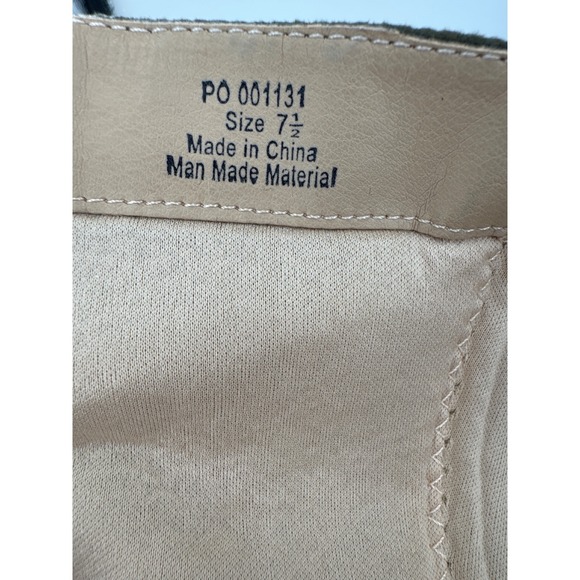 PO 001131
Size 7½
Made in China
Man Made Material